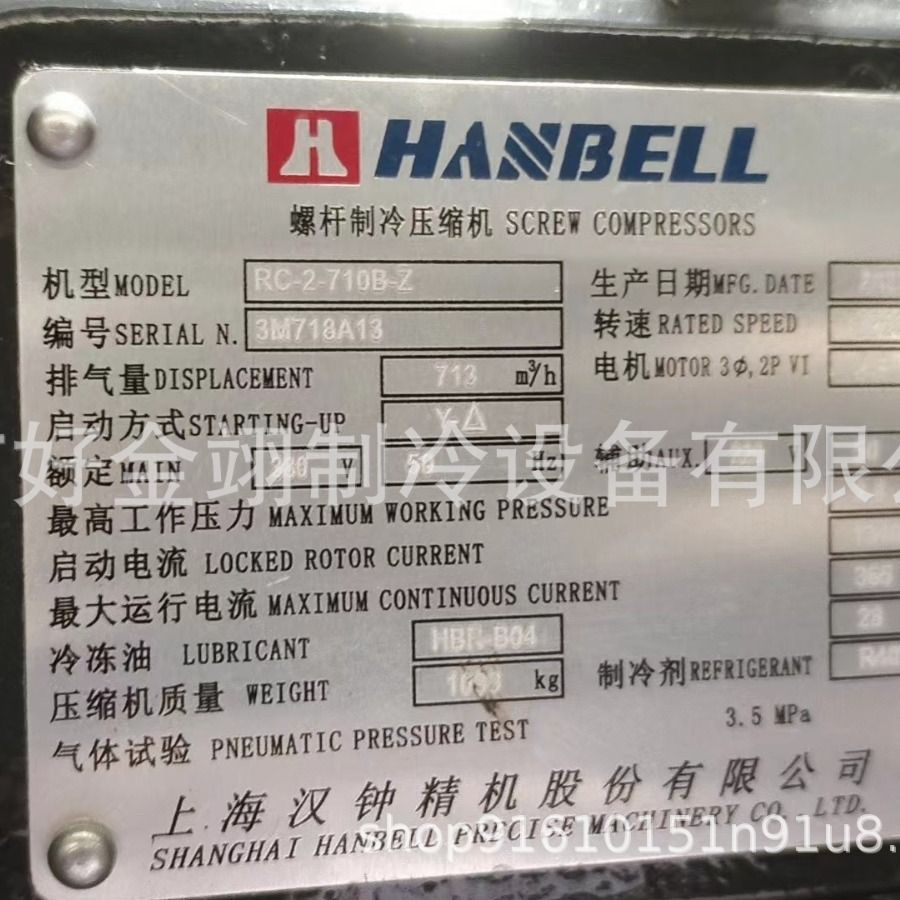 HANBELL
螺杆制冷压缩机 SCREW COMPRESSORS
机型MODEL RC-2-710B-Z 生产日期MFG. DATE
编号SERIAL N. 3M718A13 转速RATED SPEED
排气量DISPLACEMENT 713 m³/h 电机MOTOR 3Φ,2P VI
启动方式STARTING-UP Y-△
好金翊制冷设备有限公
额定MAIN V 50 Hz 辅助AUX. V
最高工作压力 MAXIMUM WORKING PRESSURE
启动电流 LOCKED ROTOR CURRENT
最大运行电流 MAXIMUM CONTINUOUS CURRENT
冷冻油 LUBRICANT HBR-B04
压缩机质量 WEIGHT kg 制冷剂REFRIGERANT
气体试验 PNEUMATIC PRESSURE TEST 3.5 MPa
上海汉钟精机股份有限公司
SHANGHAI HANBELL PRECISE MACHINERY CO., LTD.
shop91610151n91u8.